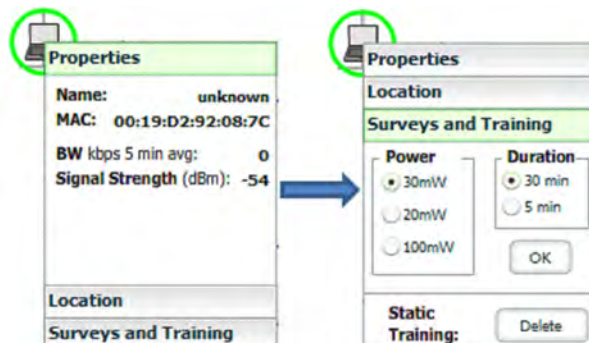 Properties
Name: unknown
MAC: 00:19:D2:92:08:7C
BW kbps 5 min avg: 0
Signal Strength (dBm): -54
Location
Surveys and Training
Properties
Location
Surveys and Training
Power
30mW
20mW
100mW
Duration
30 min
5 min
OK
Static
Training:
Delete